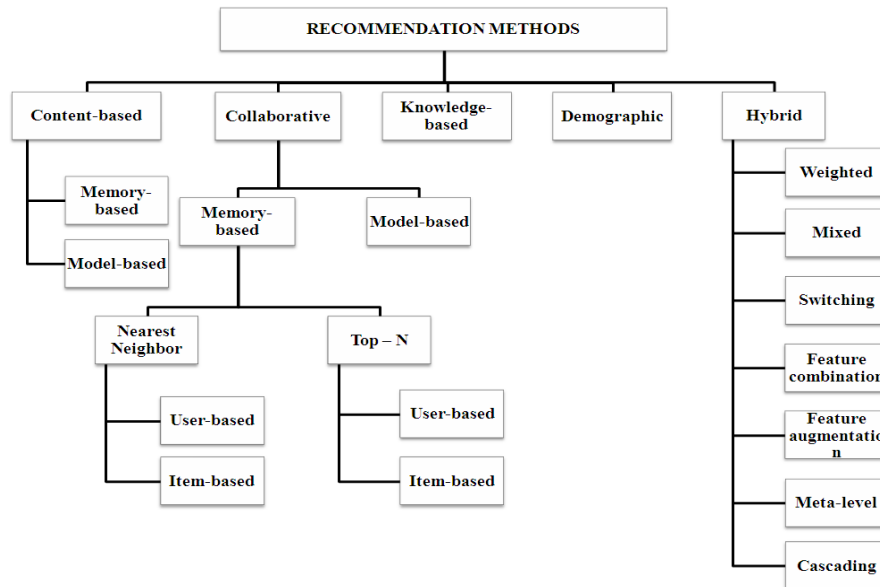 RECOMMENDATION METHODS
Content-based
Collaborative
Knowledge-
based
Demographic
Hybrid
Memory-
based
Model-based
Memory-
based
Model-based
Nearest
Neighbor
User-based
Item-based
Top – N
User-based
Item-based
Weighted
Mixed
Switching
Feature
combination
Feature
augmentatio
n
Meta-level
Cascading